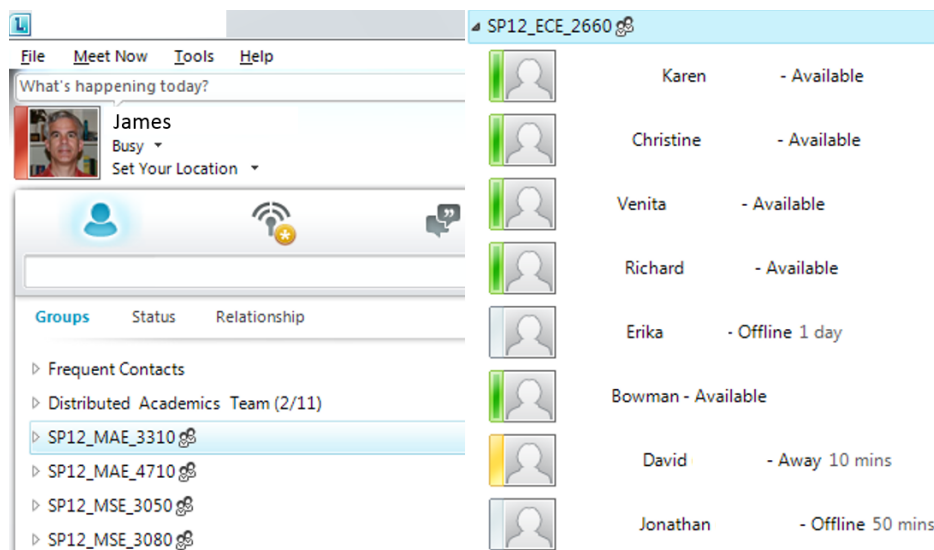 File Meet Now Tools Help
What's happening today?
James
Busy
Set Your Location
Groups Status Relationship
Frequent Contacts
Distributed Academics Team (2/11)
SP12_MAE_3310
SP12_MAE_4710
SP12_MSE_3050
SP12_MSE_3080
SP12_ECE_2660
Karen - Available
Christine - Available
Venita - Available
Richard - Available
Erika - Offline 1 day
Bowman - Available
David - Away 10 mins
Jonathan - Offline 50 mins